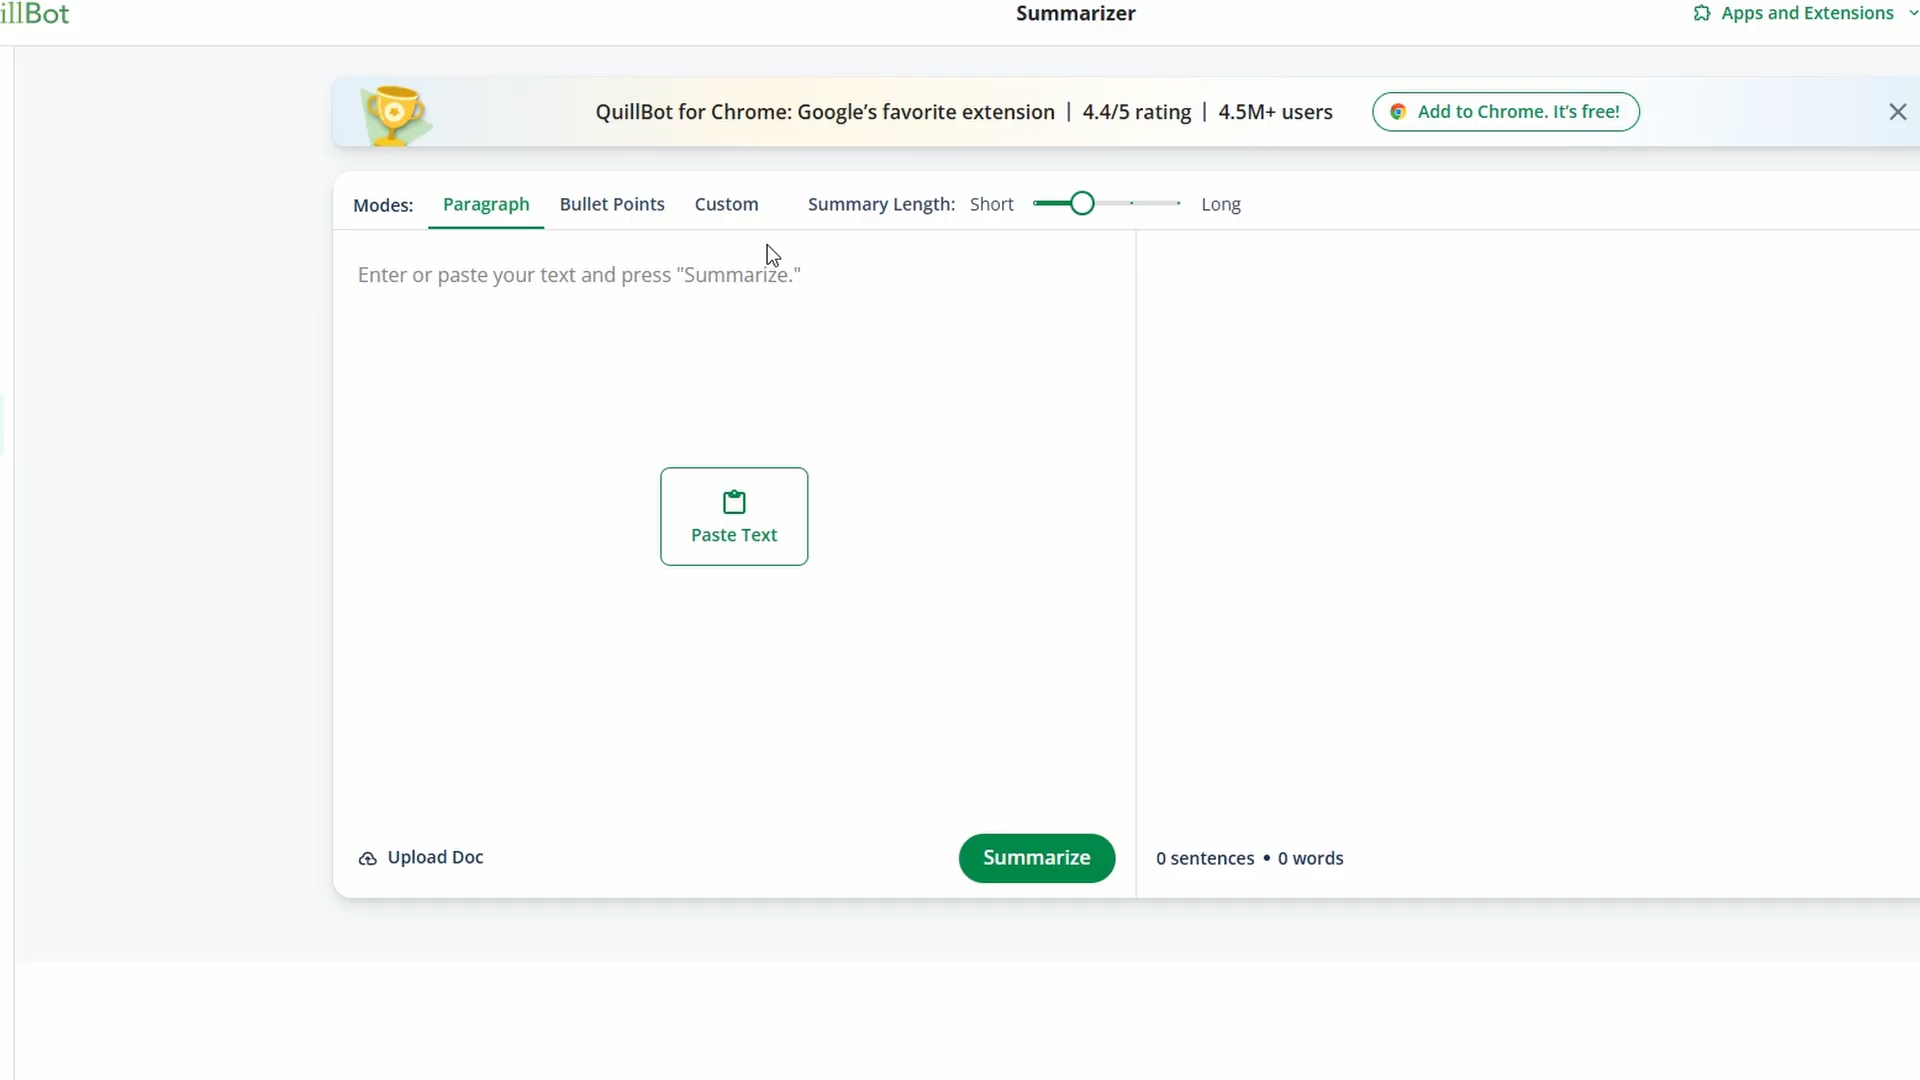 illBot
Summarizer
Apps and Extensions
QuillBot for Chrome: Google's favorite extension | 4.4/5 rating | 4.5M+ users
Add to Chrome. It's free!
Modes: Paragraph Bullet Points Custom Summary Length: Short Long
Enter or paste your text and press "Summarize."
Paste Text
Upload Doc
Summarize
0 sentences • 0 words